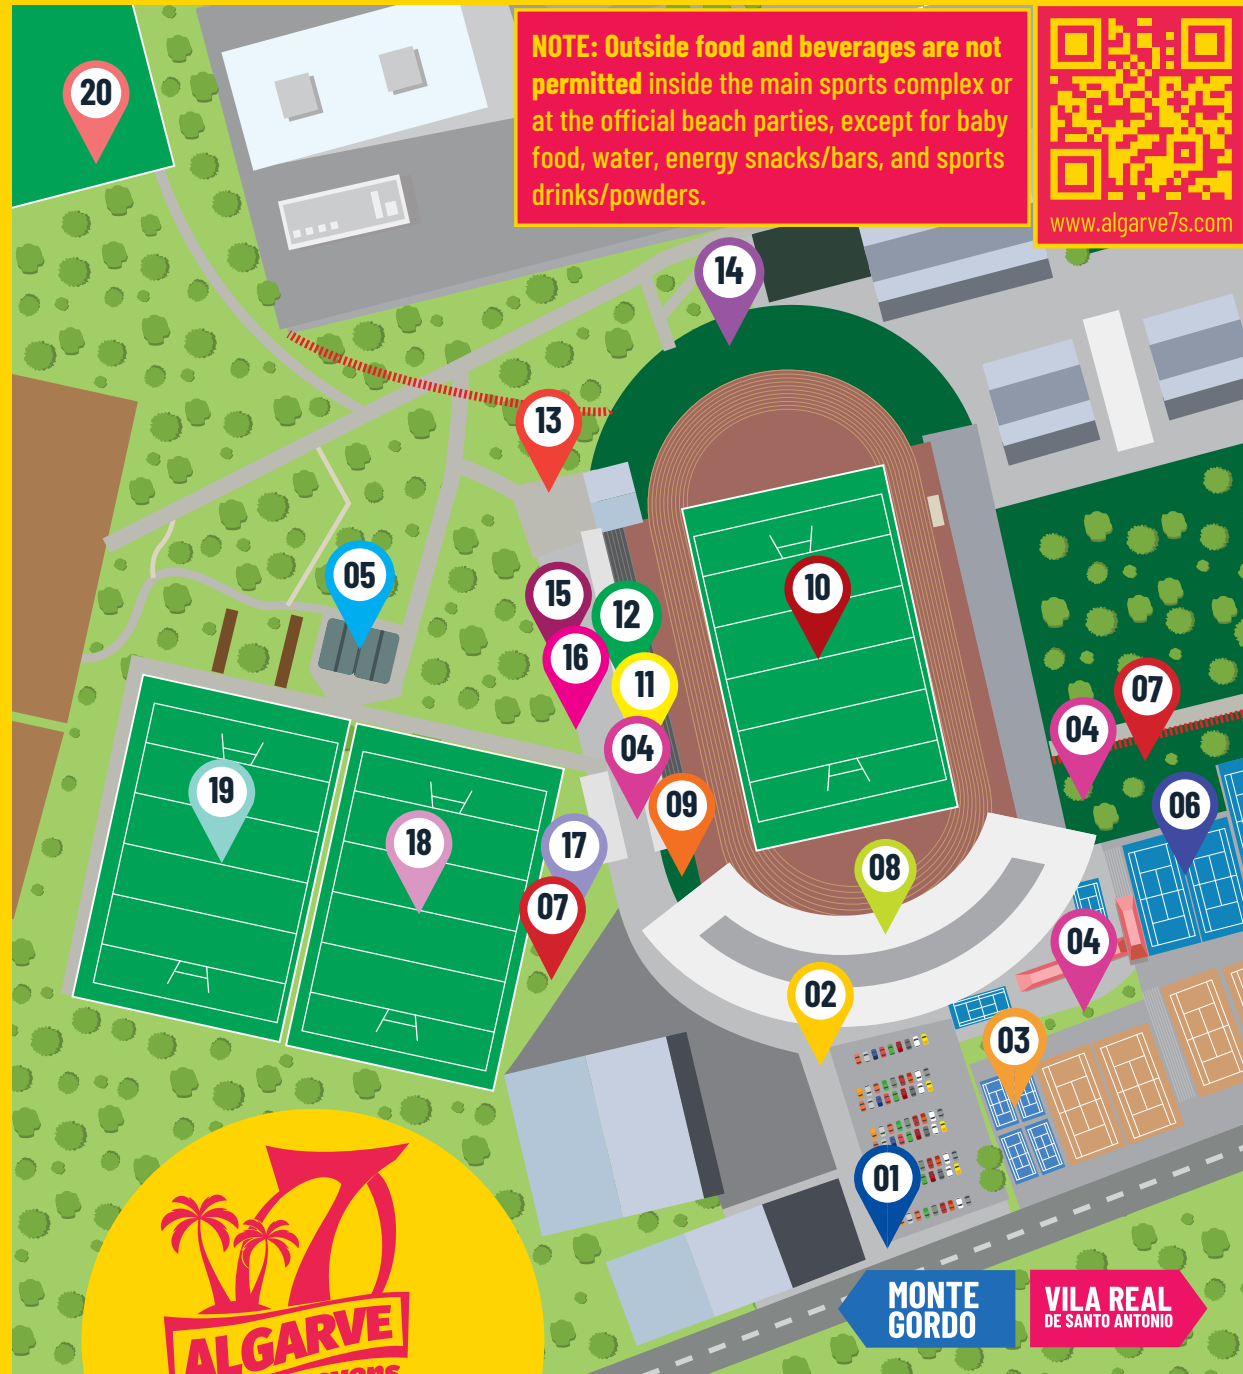 NOTE: Outside food and beverages are not
permitted inside the main sports complex or
at the official beach parties, except for baby
food, water, energy snacks/bars, and sports
drinks/powders.
www.algarve7s.com
20
14
13
05
15
12
10
16
11
04
09
19
18
17
07
08
02
04
07
06
04
03
01
MONTE
GORDO
VILA REAL
DE SANTO ANTONIO
7
ALGARVE